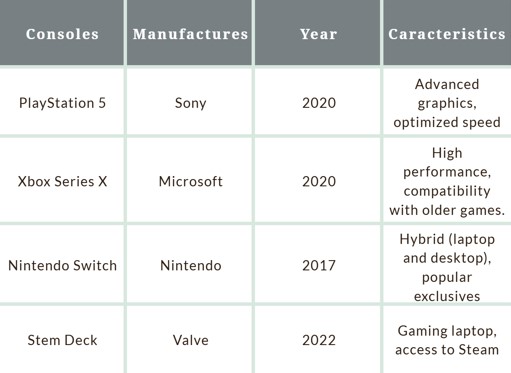 Consoles Manufactures Year Caracteristics
PlayStation 5 Sony 2020 Advanced
graphics,
optimized speed
Xbox Series X Microsoft 2020 High
performance,
compatibility
with older games.
Nintendo Switch Nintendo 2017 Hybrid (laptop
and desktop),
popular
exclusives
Stem Deck Valve 2022 Gaming laptop,
access to Steam